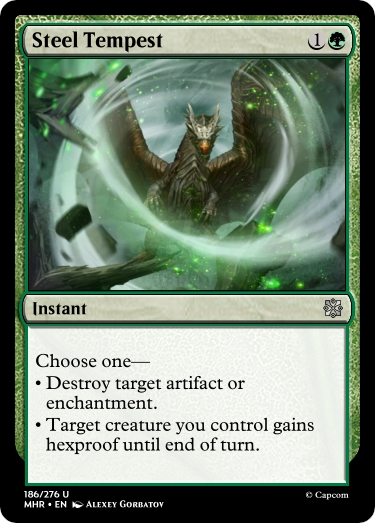 Steel Tempest 1
Instant
Choose one—
• Destroy target artifact or
enchantment.
• Target creature you control gains
hexproof until end of turn.
186/276 U
MHR • EN Alexey Gorbatov
© Capcom